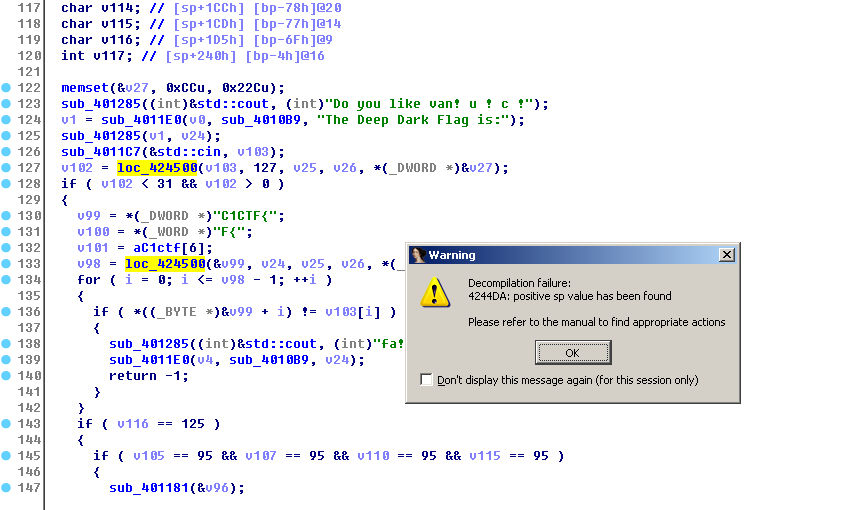 117 char v114; // [sp+1CCh] [bp-78h]@20
118 char v115; // [sp+1CDh] [bp-77h]@14
119 char v116; // [sp+1D5h] [bp-6Fh]@9
120 int v117; // [sp+240h] [bp-4h]@16
121
122 memset(&v27, 0xCCu, 0x22Cu);
123 sub_401285((int)&std::cout, (int)"Do you like van! u ! c !");
124 v1 = sub_4011E0(v0, sub_4010B9, "The Deep Dark Flag is:");
125 sub_401285(v1, v24);
126 sub_4011C7(&std::cin, v103);
127 v102 = loc_424500(v103, 127, v25, v26, *(_DWORD *)&v27);
128 if ( v102 < 31 && v102 > 0 )
129 {
130 v99 = *(_DWORD *)"C1CTF{";
131 v100 = *(_WORD *)"F{";
132 v101 = aC1ctf[6];
133 v98 = loc_424500(&v99, v24, v25, v26, *(_
134 for ( i = 0; i <= v98 - 1; ++i )
135 {
136 if ( *((_BYTE *)&v99 + i) != v103[i] )
137 {
138 sub_401285((int)&std::cout, (int)"fa!
139 sub_4011E0(v4, sub_4010B9, v24);
140 return -1;
141 }
142 }
143 if ( v116 == 125 )
144 {
145 if ( v105 == 95 && v107 == 95 && v110 == 95 && v115 == 95 )
146 {
147 sub_401181(&v96);
Warning
Decompilation failure:
4244DA: positive sp value has been found
Please refer to the manual to find appropriate actions
OK
Don't display this message again (for this session only)